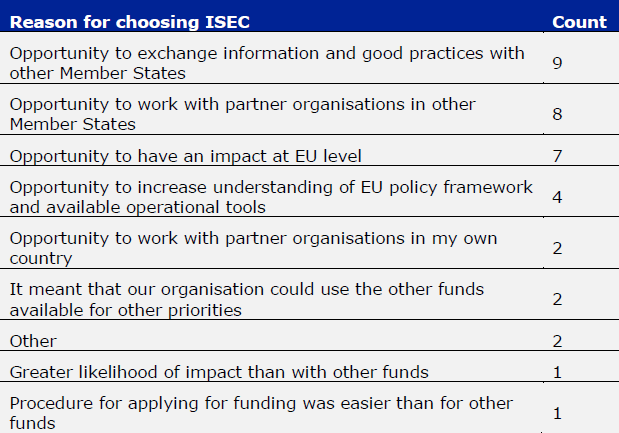 Reason for choosing ISEC Count
Opportunity to exchange information and good practices with
other Member States
9
Opportunity to work with partner organisations in other
Member States
8
Opportunity to have an impact at EU level 7
Opportunity to increase understanding of EU policy framework
and available operational tools
4
Opportunity to work with partner organisations in my own
country
2
It meant that our organisation could use the other funds
available for other priorities
2
Other 2
Greater likelihood of impact than with other funds 1
Procedure for applying for funding was easier than for other
funds
1